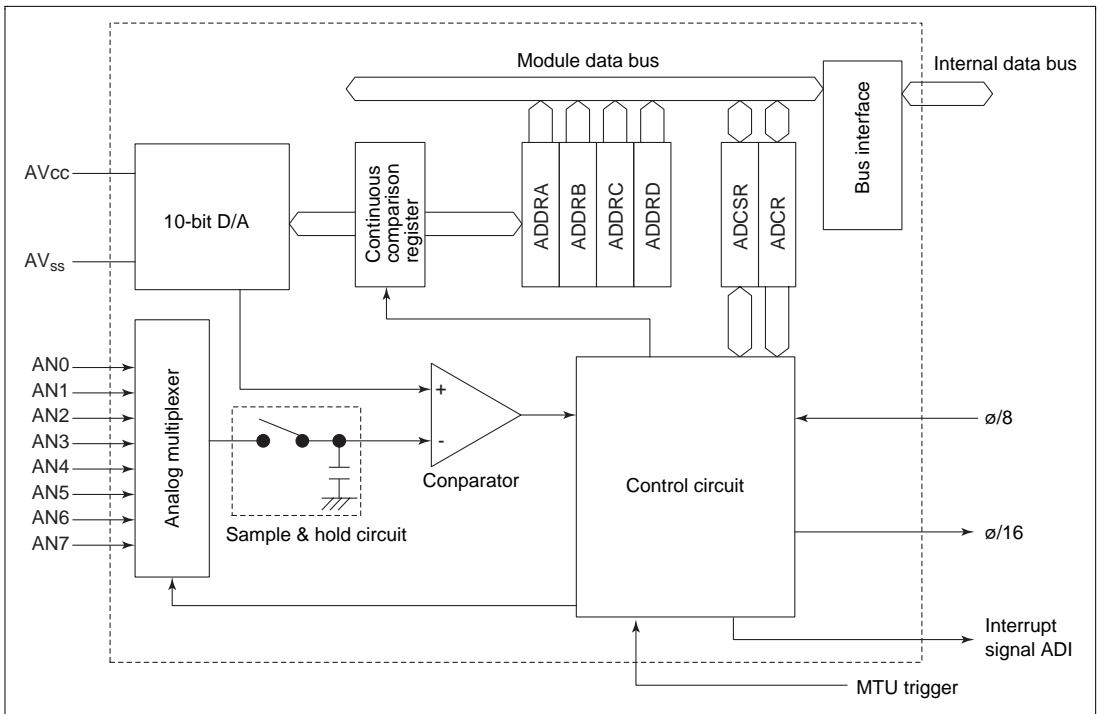 Module data bus
Internal data bus
Bus interface
AVcc
AVss
10-bit D/A
Continuous
comparison
register
ADDRA
ADDRB
ADDRC
ADDRD
ADCSR
ADCR
AN0
AN1
AN2
AN3
AN4
AN5
AN6
AN7
Analog multiplexer
Sample & hold circuit
+
-
Conparator
Control circuit
ø/8
ø/16
Interrupt
signal ADI
MTU trigger